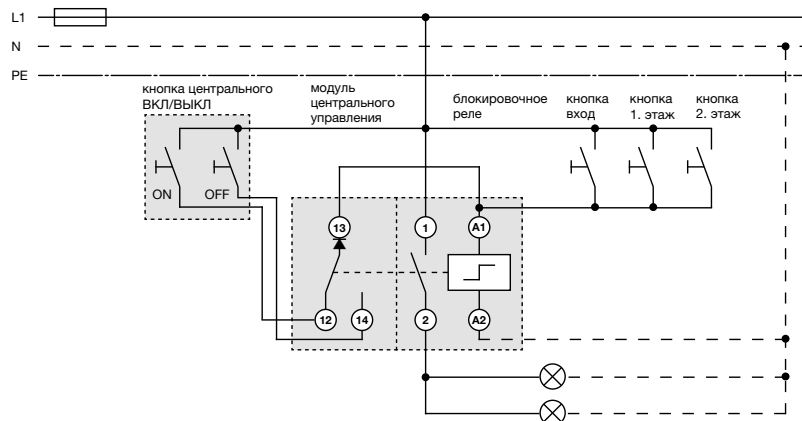 L1
N
PE
кнопка центрального
ВКЛ/ВЫКЛ
модуль
центрального
управления
блокировочное
реле
кнопка
вход
кнопка
1. этаж
кнопка
2. этаж
ON
OFF
13
1
A1
12
14
2
A2